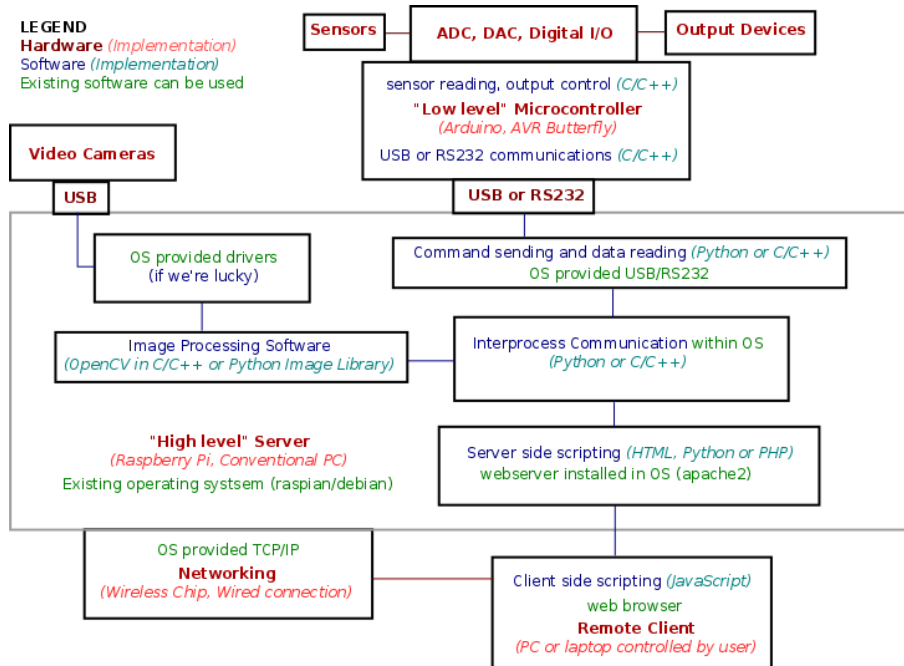 LEGEND
Hardware (Implementation)
Software (Implementation)
Existing software can be used
Sensors
ADC, DAC, Digital I/O
Output Devices
sensor reading, output control (C/C++)
"Low level" Microcontroller
(Arduino, AVR Butterfly)
USB or RS232 communications (C/C++)
Video Cameras
USB
USB or RS232
OS provided drivers
(if we're lucky)
Command sending and data reading (Python or C/C++)
OS provided USB/RS232
Image Processing Software
(OpenCV in C/C++ or Python Image Library)
Interprocess Communication within OS
(Python or C/C++)
"High level" Server
(Raspberry Pi, Conventional PC)
Existing operating systsem (raspian/debian)
Server side scripting (HTML, Python or PHP)
webserver installed in OS (apache2)
OS provided TCP/IP
Networking
(Wireless Chip, Wired connection)
Client side scripting (JavaScript)
web browser
Remote Client
(PC or laptop controlled by user)